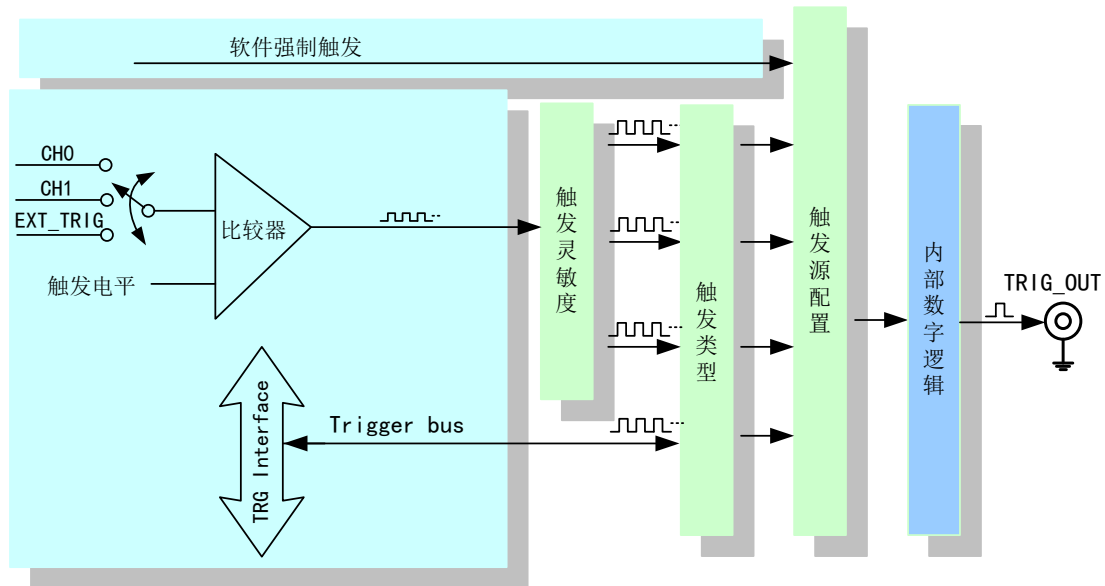 软件强制触发
CH0
CH1
EXT_TRIG
触发电平
比较器
TRG Interface
Trigger bus
触发灵敏度
触发类型
触发源配置
内部数字逻辑
TRIG_OUT